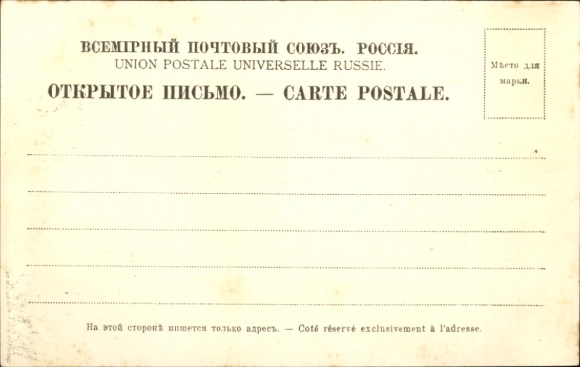 ВСЕМІРНЫЙ ПОЧТОВЫЙ СОЮЗЪ. РОССІЯ.
UNION POSTALE UNIVERSELLE RUSSIE.
ОТКРЫТОЕ ПИСЬМО. — CARTE POSTALE.
Мѣсто для
марки.
На этой сторонѣ пишется только адресъ. — Coté réservé exclusivement à l'adresse.